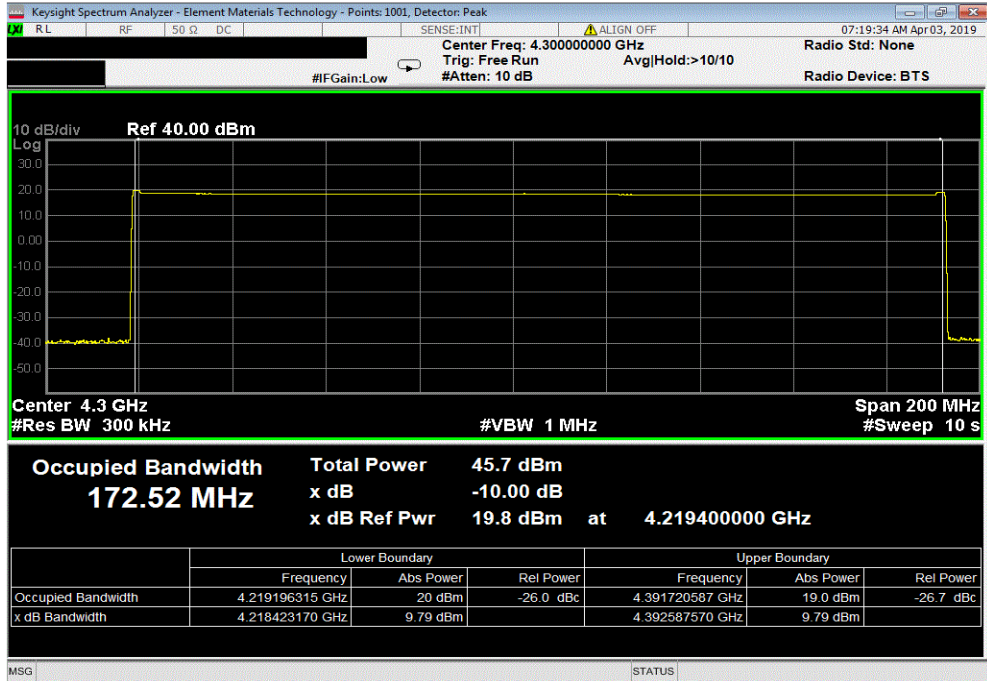 Keysight Spectrum Analyzer - Element Materials Technology - Points: 1001, Detector: Peak
LXI RL RF 50 Ω DC SENSE:INT ALIGN OFF 07:19:34 AM Apr 03, 2019
Center Freq: 4.300000000 GHz Radio Std: None
Trig: Free Run Avg|Hold:>10/10
#IFGain:Low #Atten: 10 dB Radio Device: BTS
10 dB/div Ref 40.00 dBm
Log
30.0
20.0
10.0
0.00
-10.0
-20.0
-30.0
-40.0
-50.0
Center 4.3 GHz Span 200 MHz
#Res BW 300 kHz #VBW 1 MHz #Sweep 10 s
Occupied Bandwidth Total Power 45.7 dBm
172.52 MHz x dB -10.00 dB
x dB Ref Pwr 19.8 dBm at 4.219400000 GHz
Lower Boundary Upper Boundary
Frequency Abs Power Rel Power Frequency Abs Power Rel Power
Occupied Bandwidth 4.219196315 GHz 20 dBm -26.0 dBc 4.391720587 GHz 19.0 dBm -26.7 dBc
x dB Bandwidth 4.218423170 GHz 9.79 dBm 4.392587570 GHz 9.79 dBm
MSG STATUS